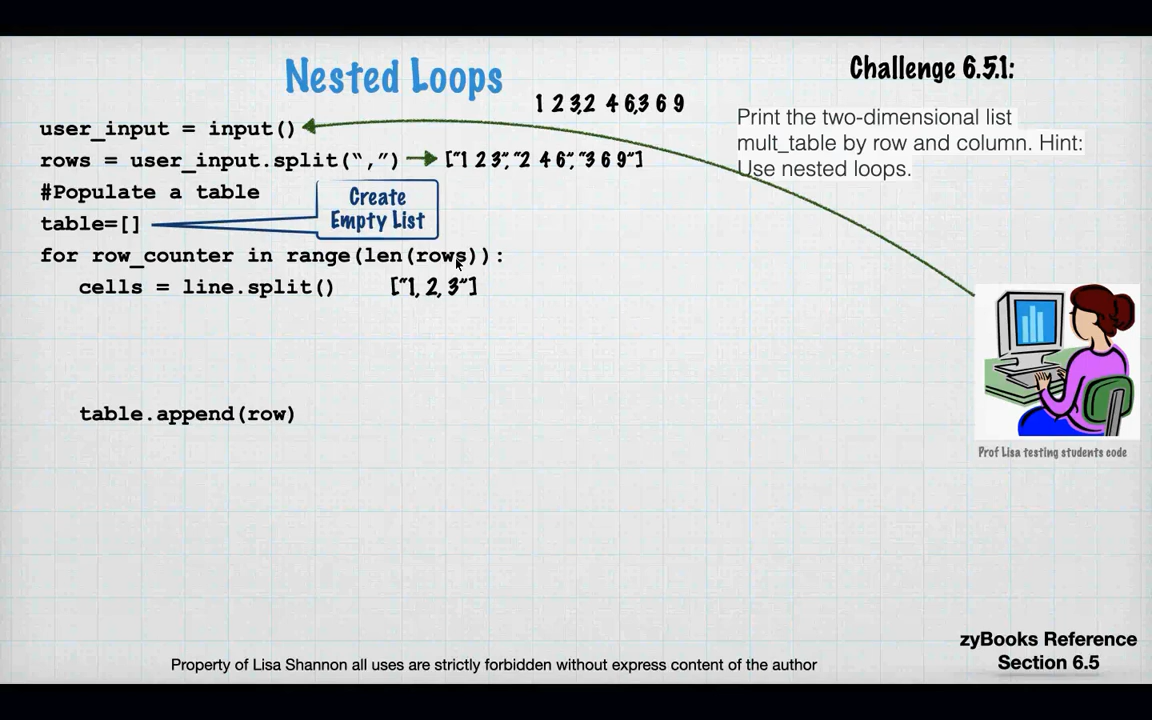 Nested Loops
Challenge 6.5.1:
1 2 3,2 4 6,3 6 9
Print the two-dimensional list
mult_table by row and column. Hint:
Use nested loops.
user_input = input()
rows = user_input.split(“,”) ["1 2 3","2 4 6","3 6 9"]
#Populate a table
Create
Empty List
table=[]
for row_counter in range(len(rows)):
cells = line.split() ["1, 2, 3"]
table.append(row)
Prof Lisa testing students code
zyBooks Reference
Section 6.5
Property of Lisa Shannon all uses are strictly forbidden without express content of the author